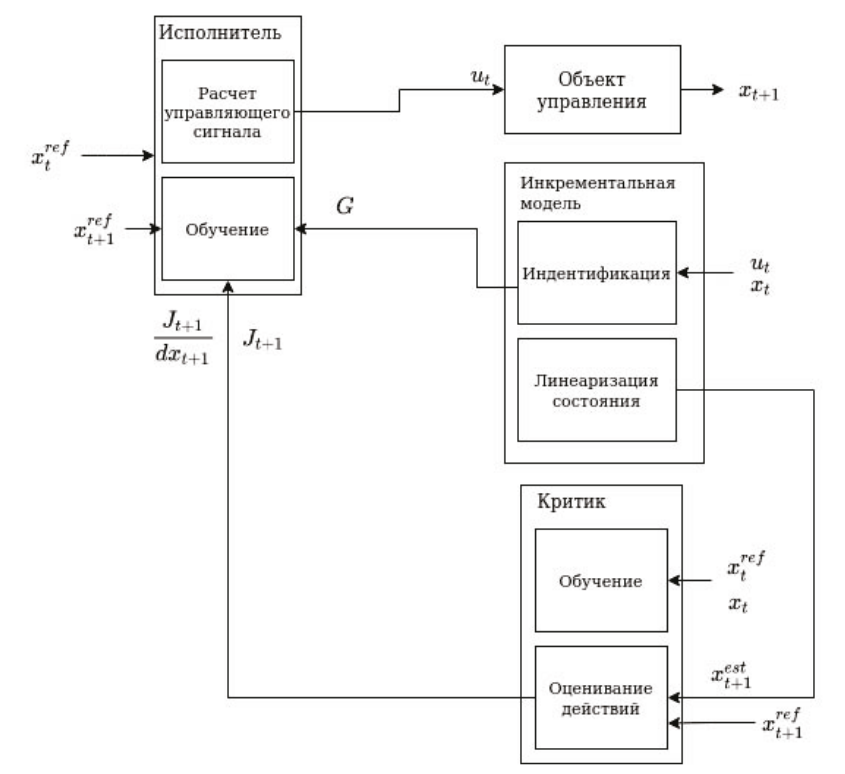 Исполнитель
Расчет
управляющего
сигнала
u_t
Объект
управления
x_{t+1}
x_t^{ref}
x_{t+1}^{ref}
Обучение
G
Инкрементальная
модель
Индентификация
u_t
x_t
J_{t+1}
dx_{t+1}
J_{t+1}
Линеаризация
состояния
Критик
Обучение
x_t^{ref}
x_t
Оценивание
действий
x_{t+1}^{est}
x_{t+1}^{ref}